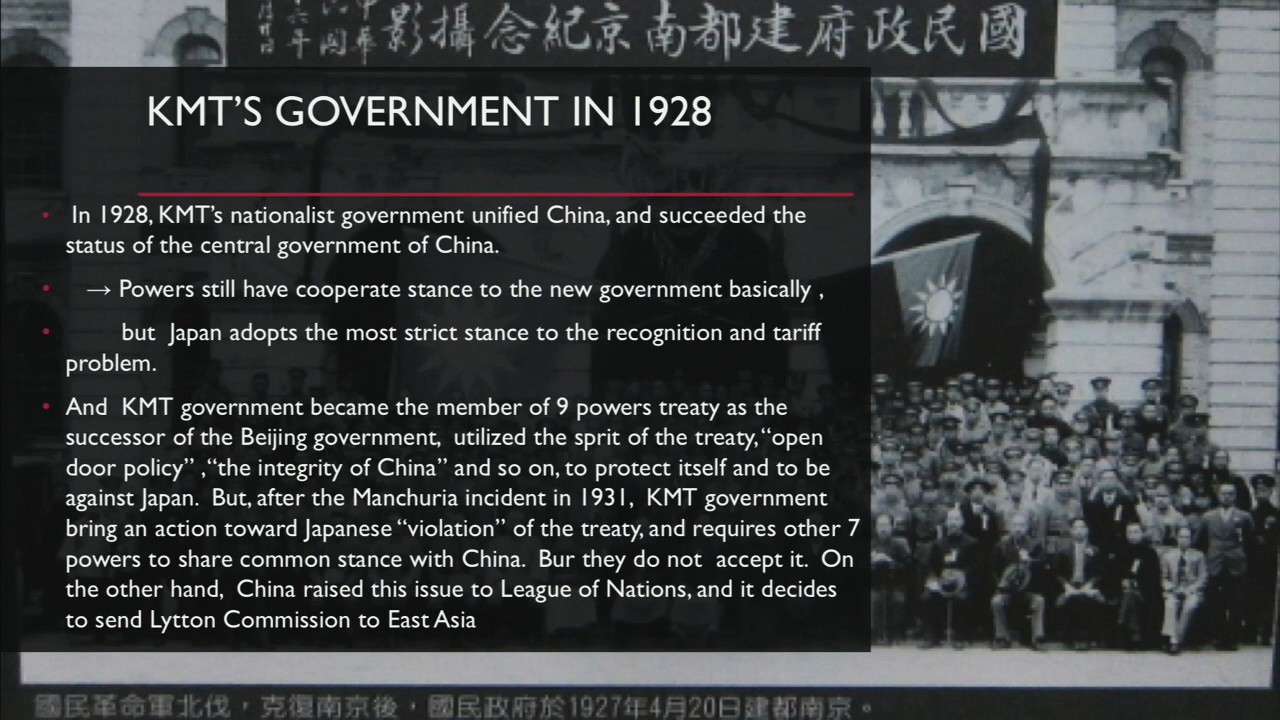 國民政府建都南京紀念攝影
KMT’S GOVERNMENT IN 1928
• In 1928, KMT’s nationalist government unified China, and succeeded the
status of the central government of China.
• → Powers still have cooperate stance to the new government basically ,
• but Japan adopts the most strict stance to the recognition and tariff
problem.
• And KMT government became the member of 9 powers treaty as the
successor of the Beijing government, utilized the sprit of the treaty, “open
door policy” , “the integrity of China” and so on, to protect itself and to be
against Japan. But, after the Manchuria incident in 1931, KMT government
bring an action toward Japanese “violation” of the treaty, and requires other 7
powers to share common stance with China. Bur they do not accept it. On
the other hand, China raised this issue to League of Nations, and it decides
to send Lytton Commission to East Asia
國民革命軍北伐，克復南京後，國民政府於1927年4月20日建都南京。